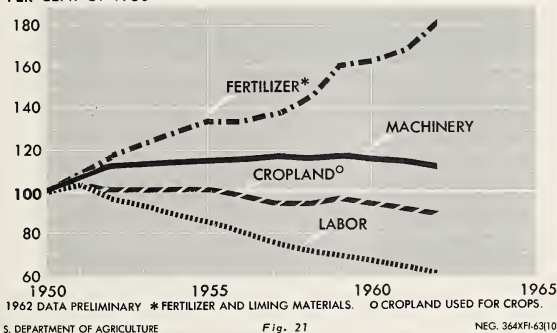 PER CENT OF 1950
180
160
FERTILIZER*
140
MACHINERY
120
CROPLAND°
100
LABOR
80
60
1950 1955 1960 1965
1962 DATA PRELIMINARY * FERTILIZER AND LIMING MATERIALS. O CROPLAND USED FOR CROPS.
S. DEPARTMENT OF AGRICULTURE Fig. 21 NEG. 364XFI-63(10